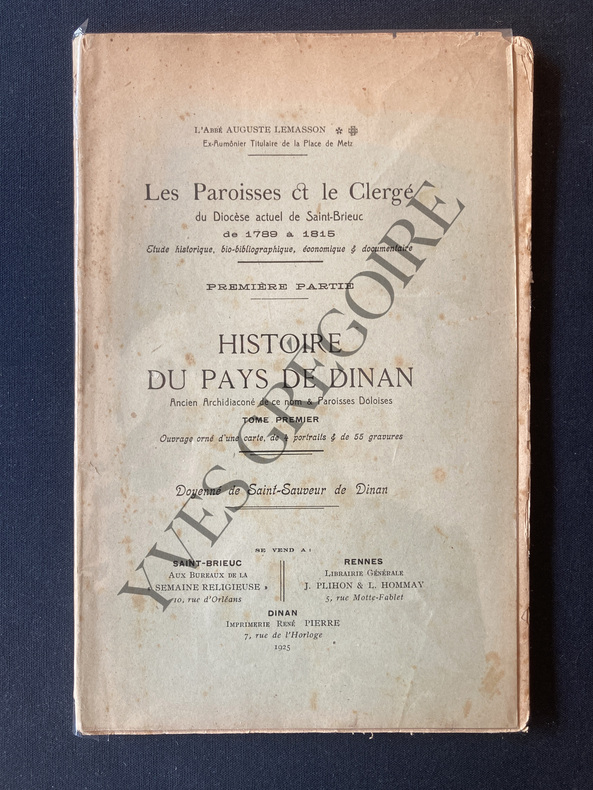 L'Abbé AUGUSTE LEMASSON
Ex-Aumônier Titulaire de la Place de Metz
Les Paroisses et le Clergé
du Diocèse actuel de Saint-Brieuc
de 1789 à 1815
Etude historique, bio-bibliographique, économique & documentaire
PREMIÈRE PARTIE
HISTOIRE
DU PAYS DE DINAN
Ancien Archidiaconé de ce nom & Paroisses Doloises
TOME PREMIER
Ouvrage orné d'une carte, de 4 portraits & de 55 gravures
Doyenné de Saint-Sauveur de Dinan
SE VEND A :
SAINT-BRIEUC
Aux Bureaux de la
« SEMAINE RELIGIEUSE »
10, rue d'Orléans
RENNES
Librairie Générale
J. PLIHON & L. HOMMAY
5, rue Motte-Fablet
DINAN
Imprimerie René PIERRE
7, rue de l'Horloge
1925
YVES GREGOIRE